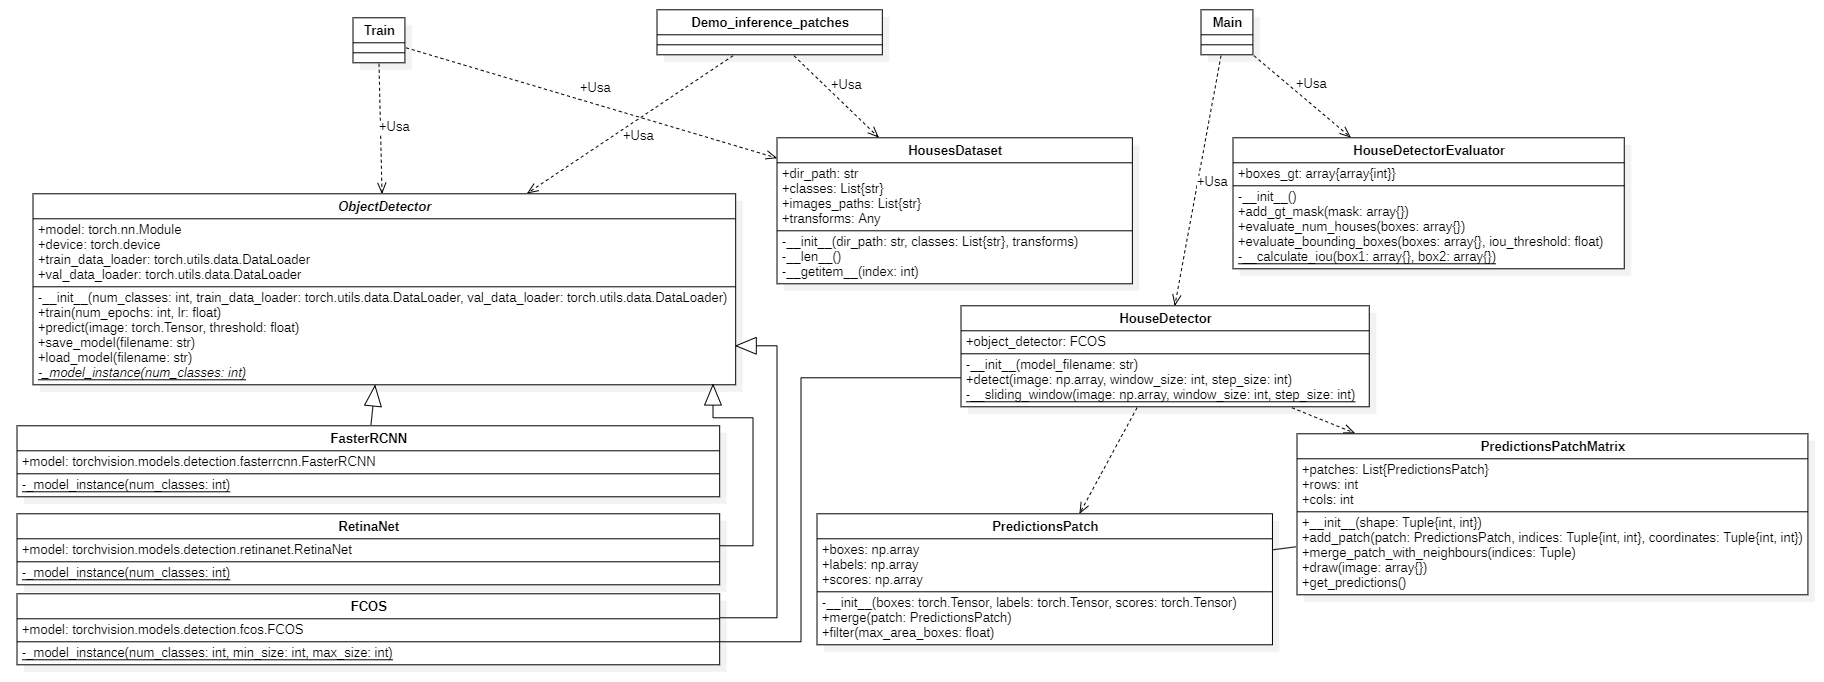 Train
Demo_inference_patches
Main
+Usa
+Usa
+Usa
+Usa
+Usa
+Usa
HousesDataset
+dir_path: str
+classes: List{str}
+images_paths: List{str}
+transforms: Any
-__init__(dir_path: str, classes: List{str}, transforms)
-__len__()
-__getitem__(index: int)
HouseDetectorEvaluator
+boxes_gt: array{array{int}}
-__init__()
+add_gt_mask(mask: array{})
+evaluate_num_houses(boxes: array{})
+evaluate_bounding_boxes(boxes: array{}, iou_threshold: float)
-__calculate_iou(box1: array{}, box2: array{})
ObjectDetector
+model: torch.nn.Module
+device: torch.device
+train_data_loader: torch.utils.data.DataLoader
+val_data_loader: torch.utils.data.DataLoader
-__init__(num_classes: int, train_data_loader: torch.utils.data.DataLoader, val_data_loader: torch.utils.data.DataLoader)
+train(num_epochs: int, lr: float)
+predict(image: torch.Tensor, threshold: float)
+save_model(filename: str)
+load_model(filename: str)
-_model_instance(num_classes: int)
HouseDetector
+object_detector: FCOS
-__init__(model_filename: str)
+detect(image: np.array, window_size: int, step_size: int)
-__sliding_window(image: np.array, window_size: int, step_size: int)
FasterRCNN
+model: torchvision.models.detection.fasterrcnn.FasterRCNN
-_model_instance(num_classes: int)
PredictionsPatchMatrix
+patches: List{PredictionsPatch}
+rows: int
+cols: int
+__init__(shape: Tuple{int, int})
+add_patch(patch: PredictionsPatch, indices: Tuple{int, int}, coordinates: Tuple{int, int})
+merge_patch_with_neighbours(indices: Tuple)
+draw(image: array{})
+get_predictions()
RetinaNet
+model: torchvision.models.detection.retinanet.RetinaNet
-_model_instance(num_classes: int)
PredictionsPatch
+boxes: np.array
+labels: np.array
+scores: np.array
-__init__(boxes: torch.Tensor, labels: torch.Tensor, scores: torch.Tensor)
+merge(patch: PredictionsPatch)
+filter(max_area_boxes: float)
FCOS
+model: torchvision.models.detection.fcos.FCOS
-_model_instance(num_classes: int, min_size: int, max_size: int)